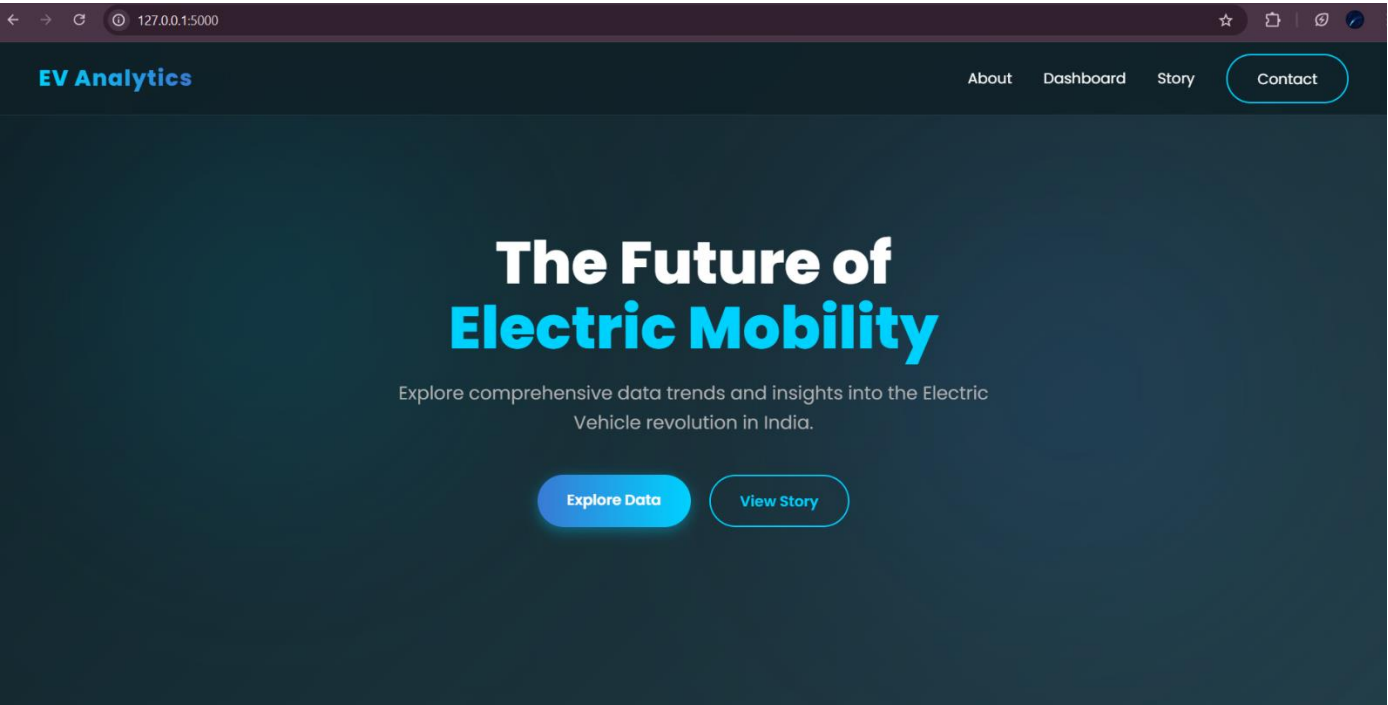 127.0.0.1:5000
EV Analytics
About Dashboard Story Contact
The Future of
Electric Mobility
Explore comprehensive data trends and insights into the Electric
Vehicle revolution in India.
Explore Data View Story